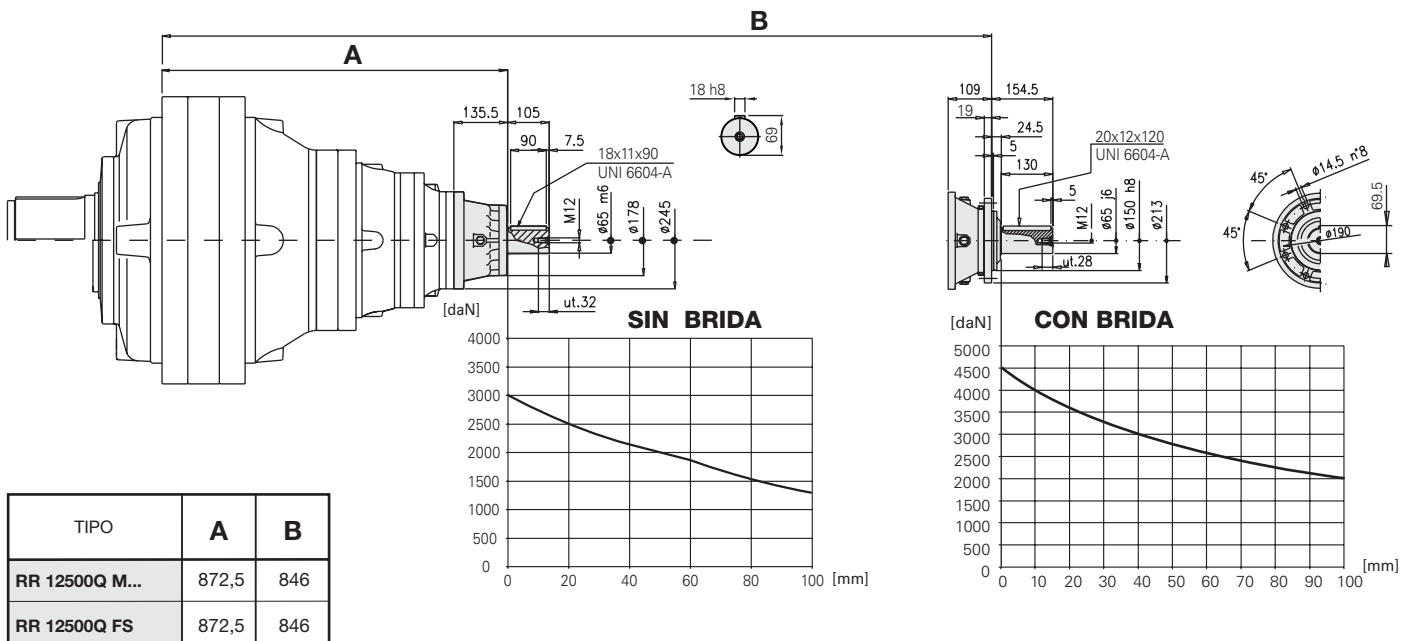 B
A
18 h8
69
135.5
105
90
7.5
18x11x90
UNI 6604-A
M12
ø65 m6
ø178
ø245
ut.32
109
154.5
19
24.5
5
130
20x12x120
UNI 6604-A
5
M12
ø65 j6
ø150 h8
ø213
ut.28
45°
45°
ø14.5 n°8
ø190
69.5
[daN]
SIN BRIDA
4000
3500
3000
2500
2000
1500
1000
500
0
0 20 40 60 80 100 [mm]
[daN]
CON BRIDA
5000
4500
4000
3500
3000
2500
2000
1500
1000
500
0
0 10 20 30 40 50 60 70 80 90 100 [mm]
TIPO A B
RR 12500Q M... 872,5 846
RR 12500Q FS 872,5 846